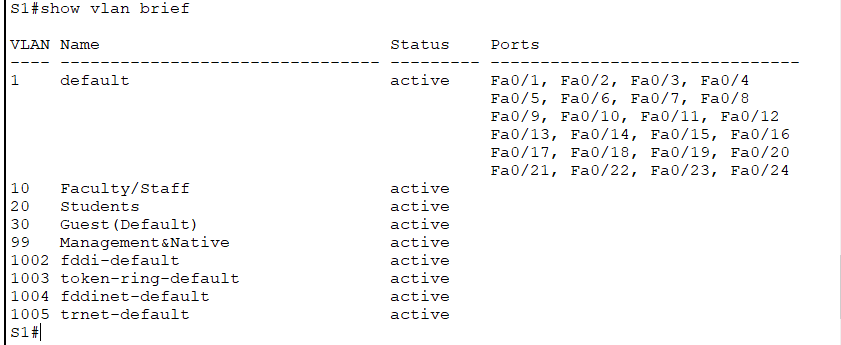 S1#show vlan brief
VLAN Name                             Status    Ports
---- -------------------------------- --------- -------------------------------
1    default                          active    Fa0/1, Fa0/2, Fa0/3, Fa0/4
                                                Fa0/5, Fa0/6, Fa0/7, Fa0/8
                                                Fa0/9, Fa0/10, Fa0/11, Fa0/12
                                                Fa0/13, Fa0/14, Fa0/15, Fa0/16
                                                Fa0/17, Fa0/18, Fa0/19, Fa0/20
                                                Fa0/21, Fa0/22, Fa0/23, Fa0/24
10   Faculty/Staff                    active
20   Students                         active
30   Guest(Default)                   active
99   Management&Native                active
1002 fddi-default                     active
1003 token-ring-default               active
1004 fddinet-default                  active
1005 trnet-default                    active
S1#